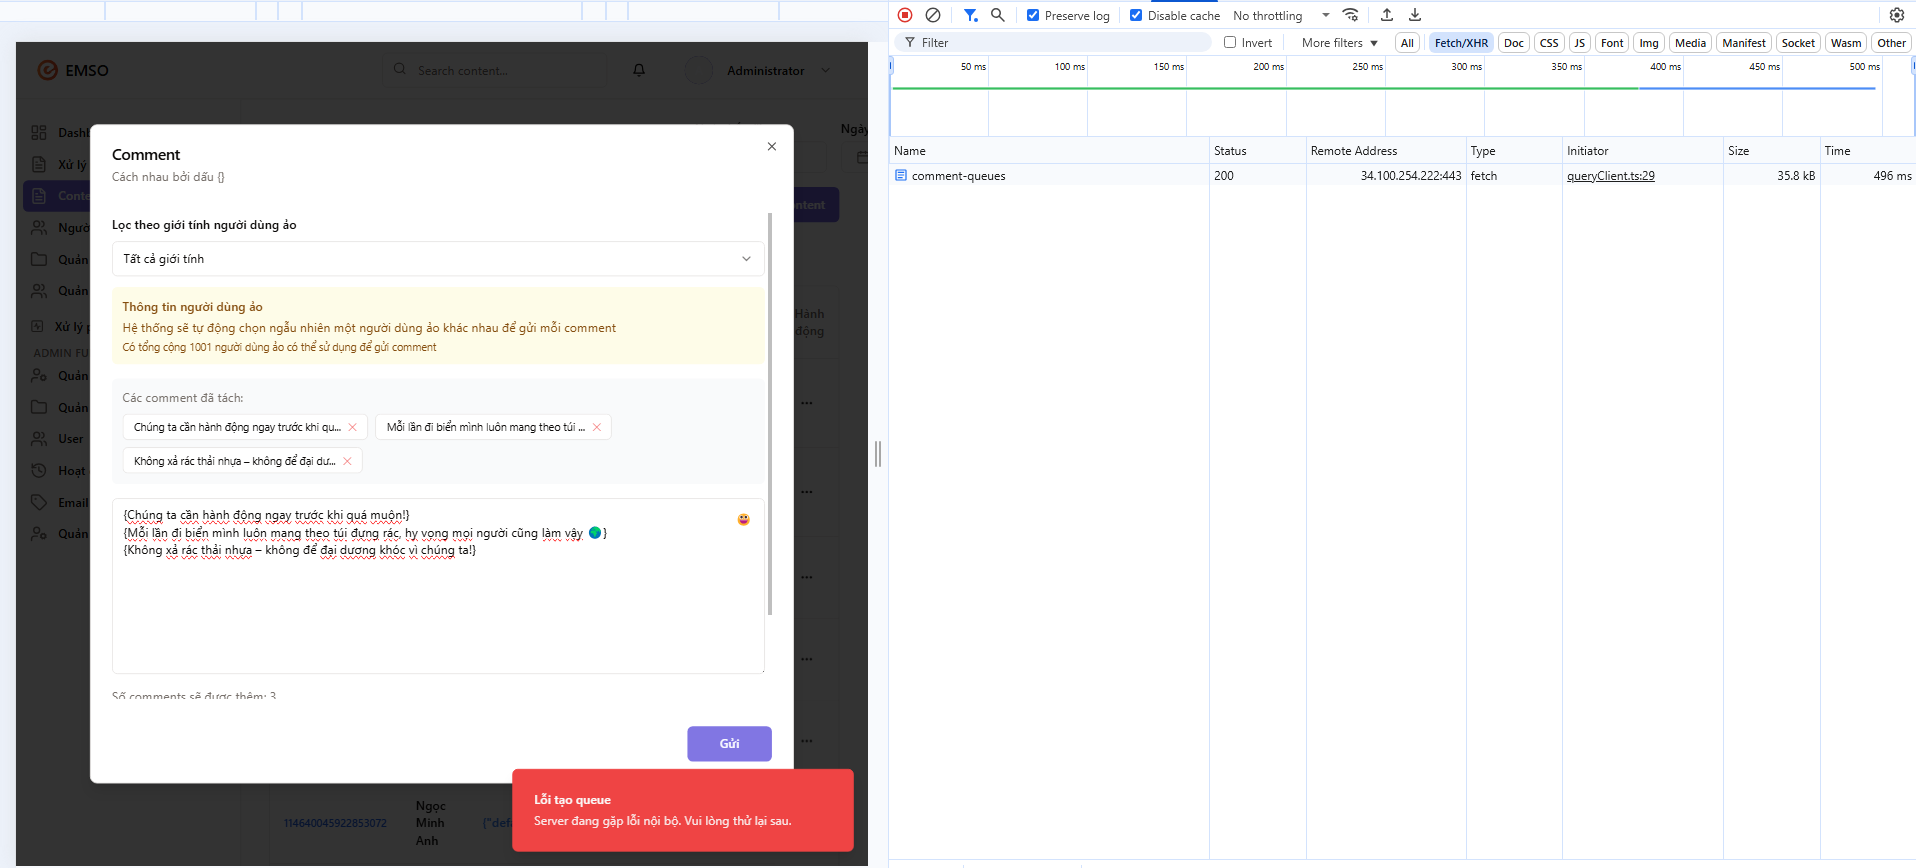 EMSO
Search content...
Administrator
Dashb
Xử lý
Conte
Người
Quản
Quản
Xử lý p
ADMIN FU
Quản
Quản
User
Hoạt
Email
Quản
Ngày
ontent
Hành
động
Comment
Cách nhau bởi dấu {}
Lọc theo giới tính người dùng ảo
Tất cả giới tính
Thông tin người dùng ảo
Hệ thống sẽ tự động chọn ngẫu nhiên một người dùng ảo khác nhau để gửi mỗi comment
Có tổng cộng 1001 người dùng ảo có thể sử dụng để gửi comment
Các comment đã tách:
Chúng ta cần hành động ngay trước khi qu...
Mỗi lần đi biển mình luôn mang theo túi ...
Không xả rác thải nhựa – không để đại dư...
{Chúng ta cần hành động ngay trước khi quá muộn!}
{Mỗi lần đi biển mình luôn mang theo túi đựng rác, hy vọng mọi người cũng làm vậy 🌍}
{Không xả rác thải nhựa – không để đại dương khóc vì chúng ta!}
Số comments sẽ được thêm: 3
Gửi
Lỗi tạo queue
Server đang gặp lỗi nội bộ. Vui lòng thử lại sau.
114640045922853072
Ngọc
Minh
Anh
{"defa
Preserve log
Disable cache
No throttling
Filter
Invert
More filters
All
Fetch/XHR
Doc
CSS
JS
Font
Img
Media
Manifest
Socket
Wasm
Other
50 ms
100 ms
150 ms
200 ms
250 ms
300 ms
350 ms
400 ms
450 ms
500 ms
Name
Status
Remote Address
Type
Initiator
Size
Time
comment-queues
200
34.100.254.222:443
fetch
queryClient.ts:29
35.8 kB
496 ms